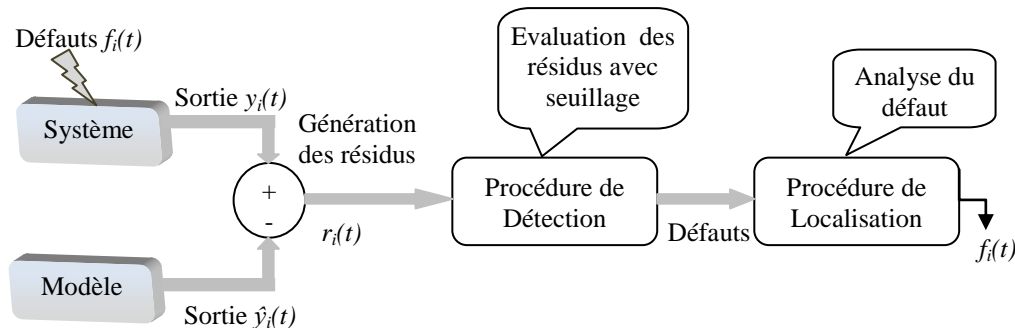 Défauts fi(t)
Système
Sortie yi(t)
Génération
des résidus
+
-
ri(t)
Modèle
Sortie ŷi(t)
Evaluation des
résidus avec
seuillage
Procédure de
Détection
Défauts
Analyse du
défaut
Procédure de
Localisation
fi(t)